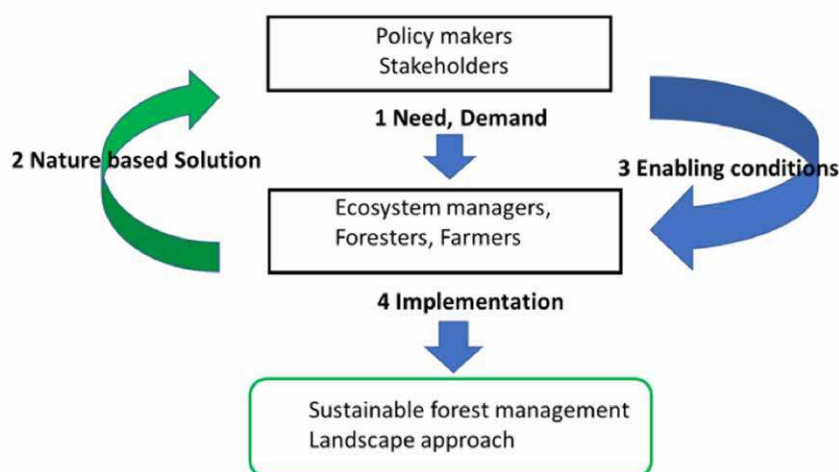 Policy makers
Stakeholders
1 Need, Demand
2 Nature based Solution
3 Enabling conditions
Ecosystem managers,
Foresters, Farmers
4 Implementation
Sustainable forest management
Landscape approach